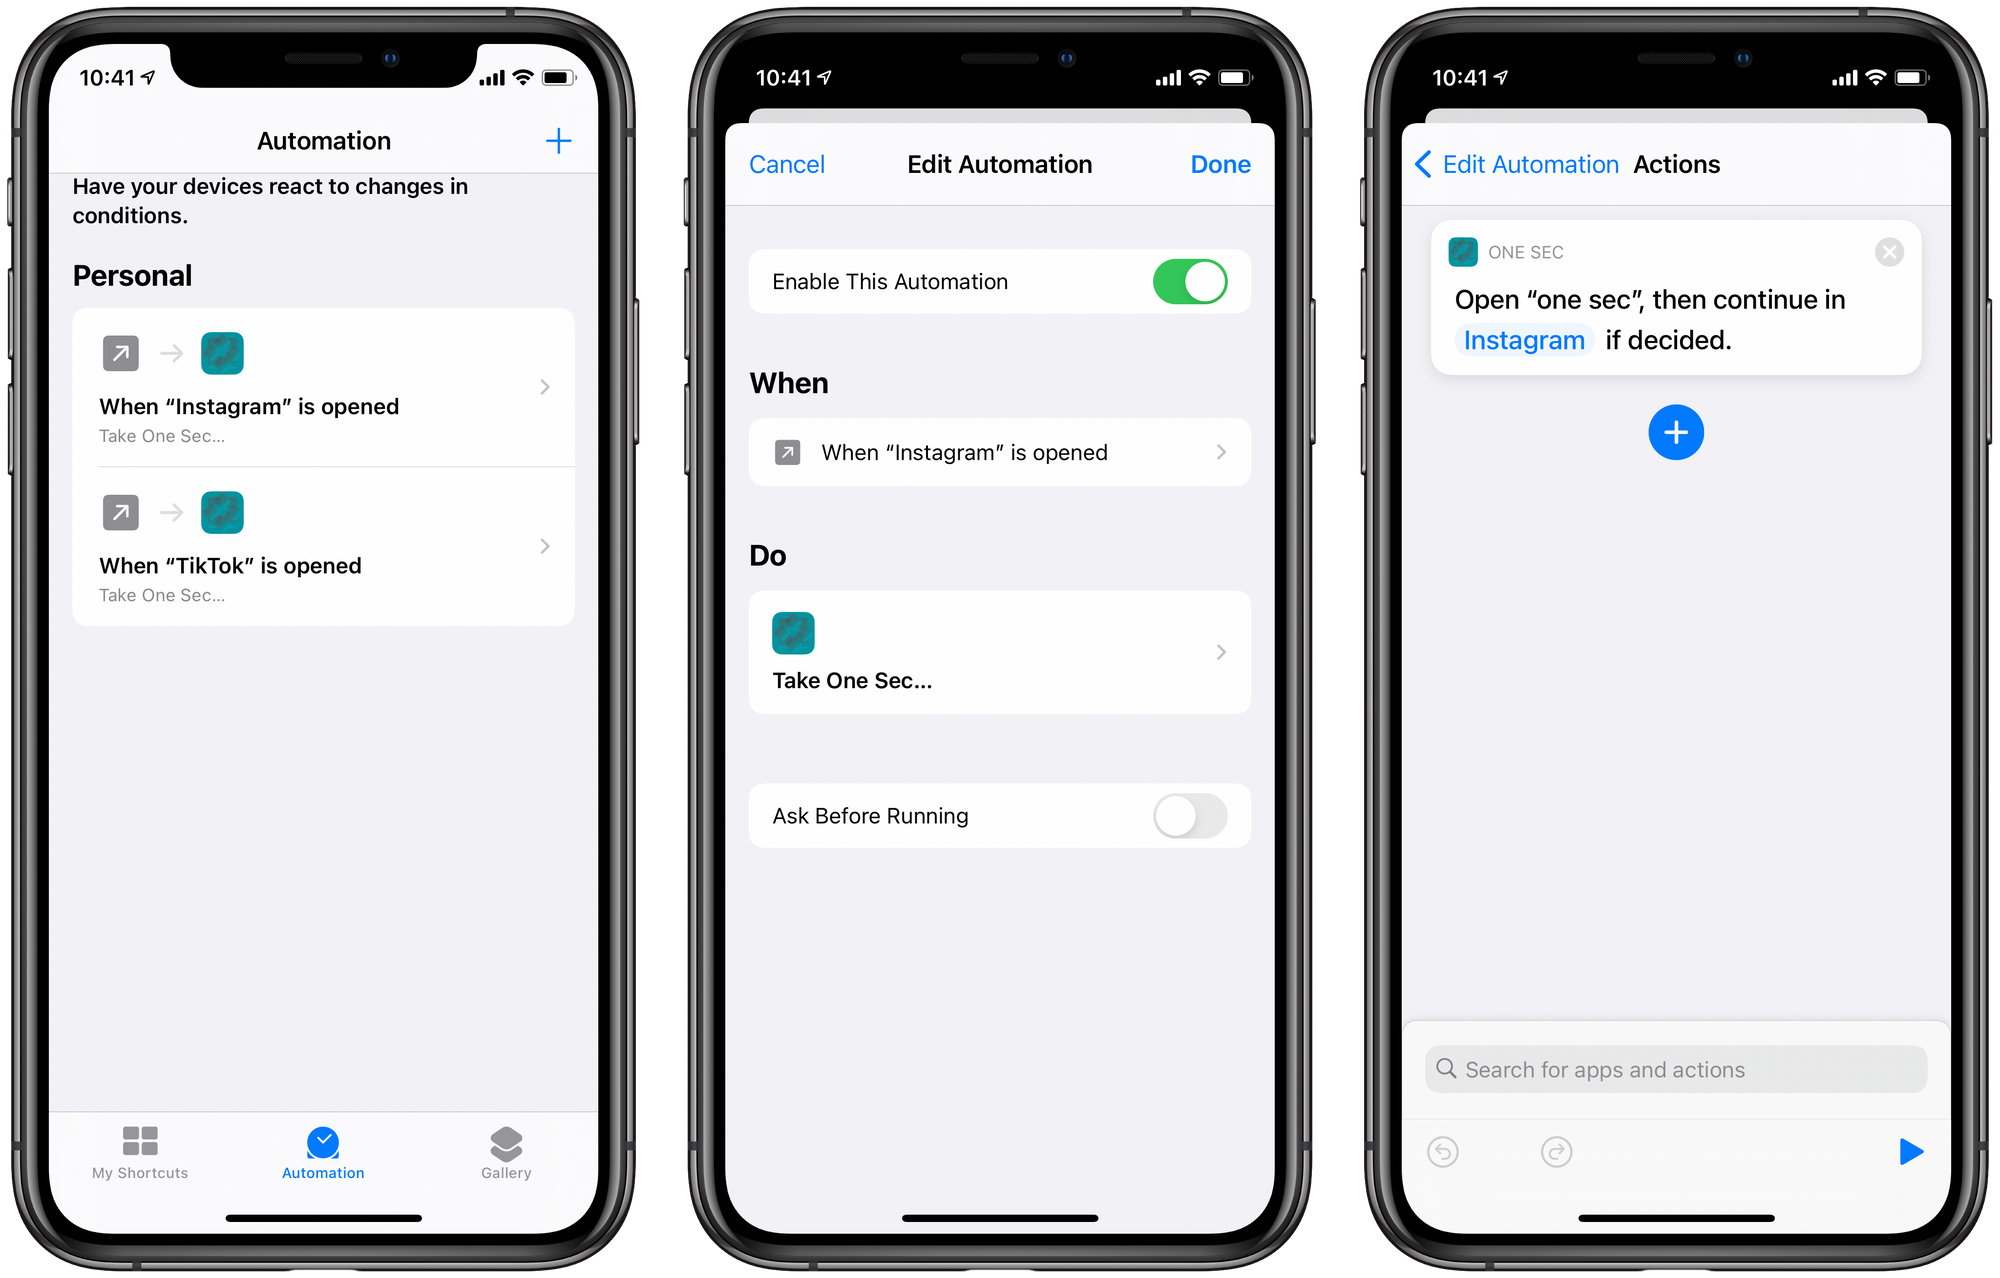 10:41
Automation
Have your devices react to changes in
conditions.
Personal
When “Instagram” is opened
Take One Sec...
When “TikTok” is opened
Take One Sec...
My Shortcuts
Automation
Gallery
10:41
Cancel
Edit Automation
Done
Enable This Automation
When
When “Instagram” is opened
Do
Take One Sec...
Ask Before Running
10:41
Edit Automation
Actions
ONE SEC
Open “one sec”, then continue in
Instagram if decided.
Search for apps and actions